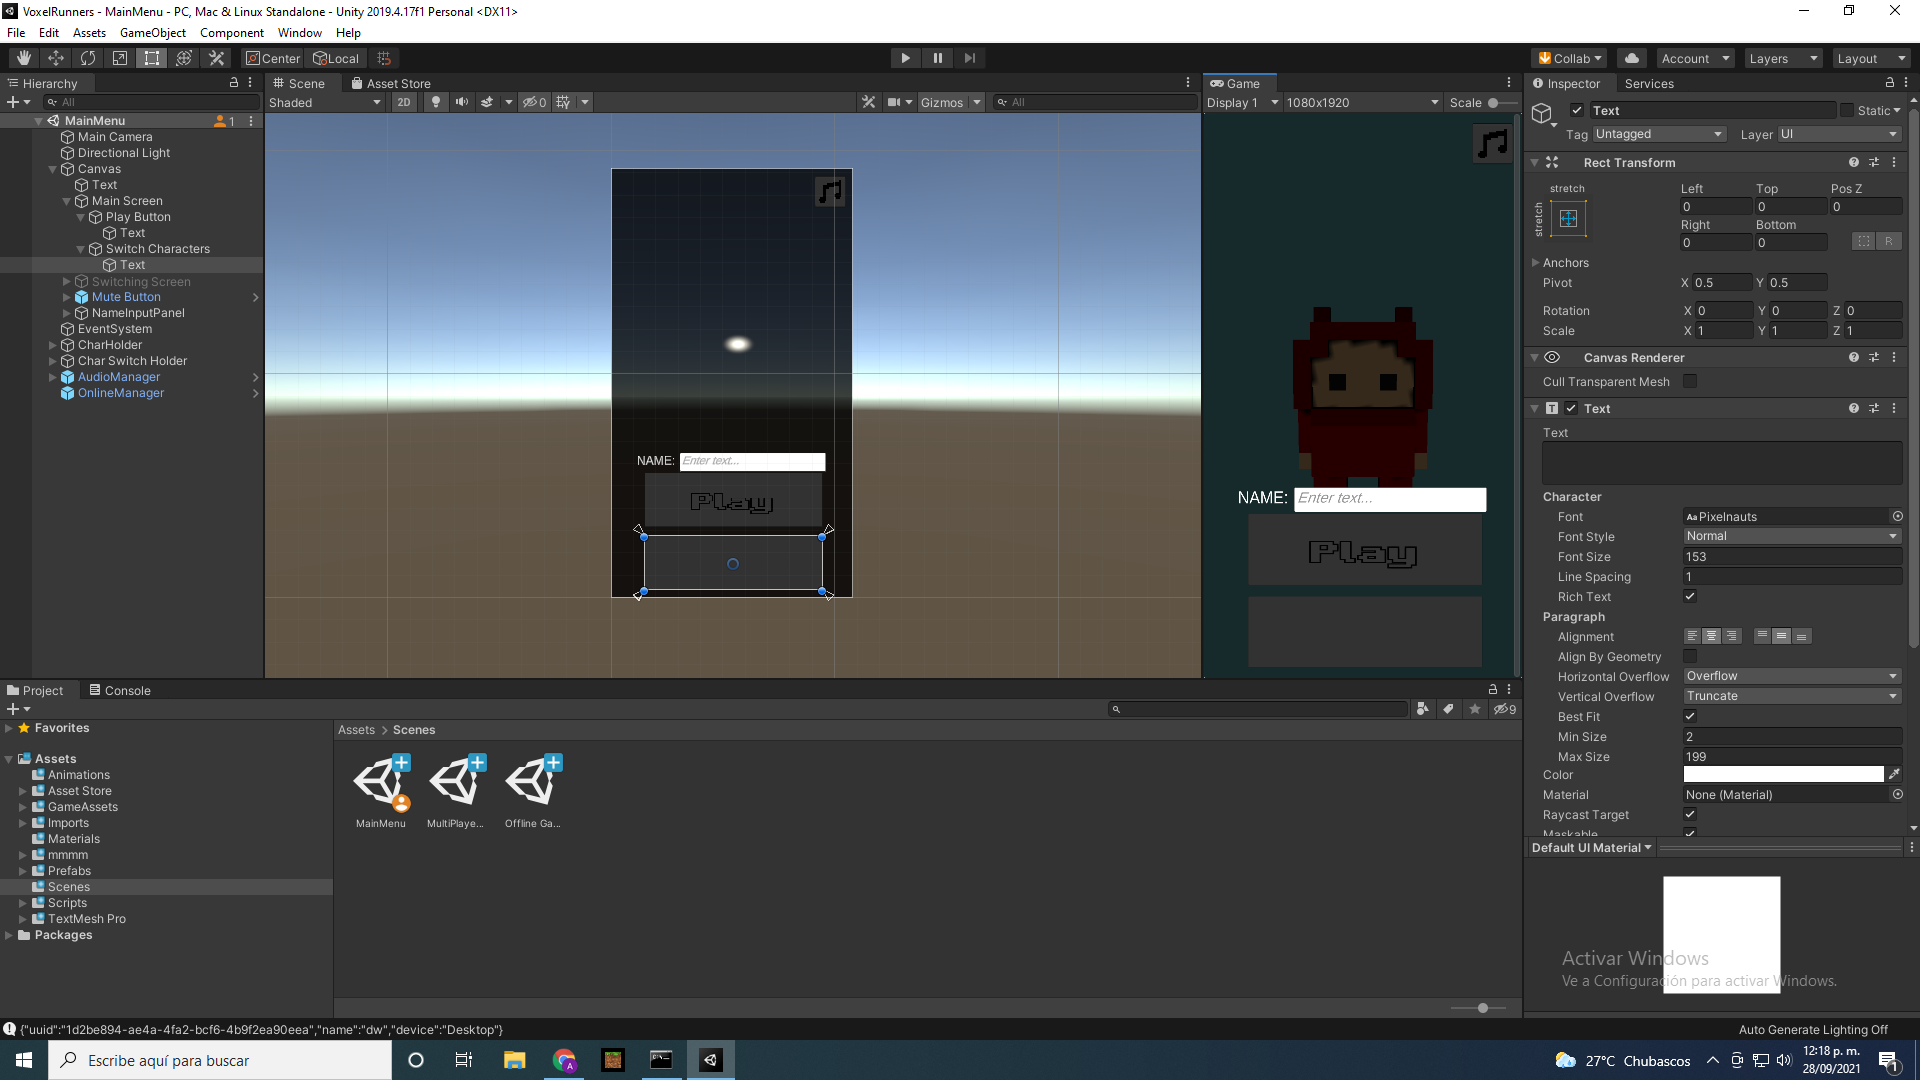 VoxelRunners - MainMenu - PC, Mac & Linux Standalone - Unity 2019.4.17f1 Personal <DX11>
File Edit Assets GameObject Component Window Help
Center Local Collab Account Layers Layout
Hierarchy
All
MainMenu 1
Main Camera
Directional Light
Canvas
Text
Main Screen
Play Button
Text
Switch Characters
Text
Switching Screen
Mute Button
NameInputPanel
EventSystem
CharHolder
Char Switch Holder
AudioManager
OnlineManager
Scene Asset Store
Shaded 2D 0 Gizmos All
NAME: Enter text...
Play
Game
Display 1 1080x1920 Scale
NAME: Enter text...
Play
Inspector Services
Text Static
Tag Untagged Layer UI
Rect Transform
stretch
stretch
Left Top Pos Z
0 0 0
Right Bottom
0 0 R
Anchors
Pivot X 0.5 Y 0.5
Rotation X 0 Y 0 Z 0
Scale X 1 Y 1 Z 1
Canvas Renderer
Cull Transparent Mesh
T Text
Text
Character
Font Aa Pixelnauts
Font Style Normal
Font Size 153
Line Spacing 1
Rich Text
Paragraph
Alignment
Align By Geometry
Horizontal Overflow Overflow
Vertical Overflow Truncate
Best Fit
Min Size 2
Max Size 199
Color
Material None (Material)
Raycast Target
Maskable
Default UI Material
Project Console
9
Favorites
Assets
Animations
Asset Store
GameAssets
Imports
Materials
mmmm
Prefabs
Scenes
Scripts
TextMesh Pro
Packages
Assets > Scenes
MainMenu MultiPlaye... Offline Ga...
Activar Windows
Ve a Configuración para activar Windows.
{"uuid":"1d2be894-ae4a-4fa2-bcf6-4b9f2ea90eea","name":"dw","device":"Desktop"}
Auto Generate Lighting Off
Escribe aquí para buscar
A
27°C Chubascos
12:18 p. m.
28/09/2021
1